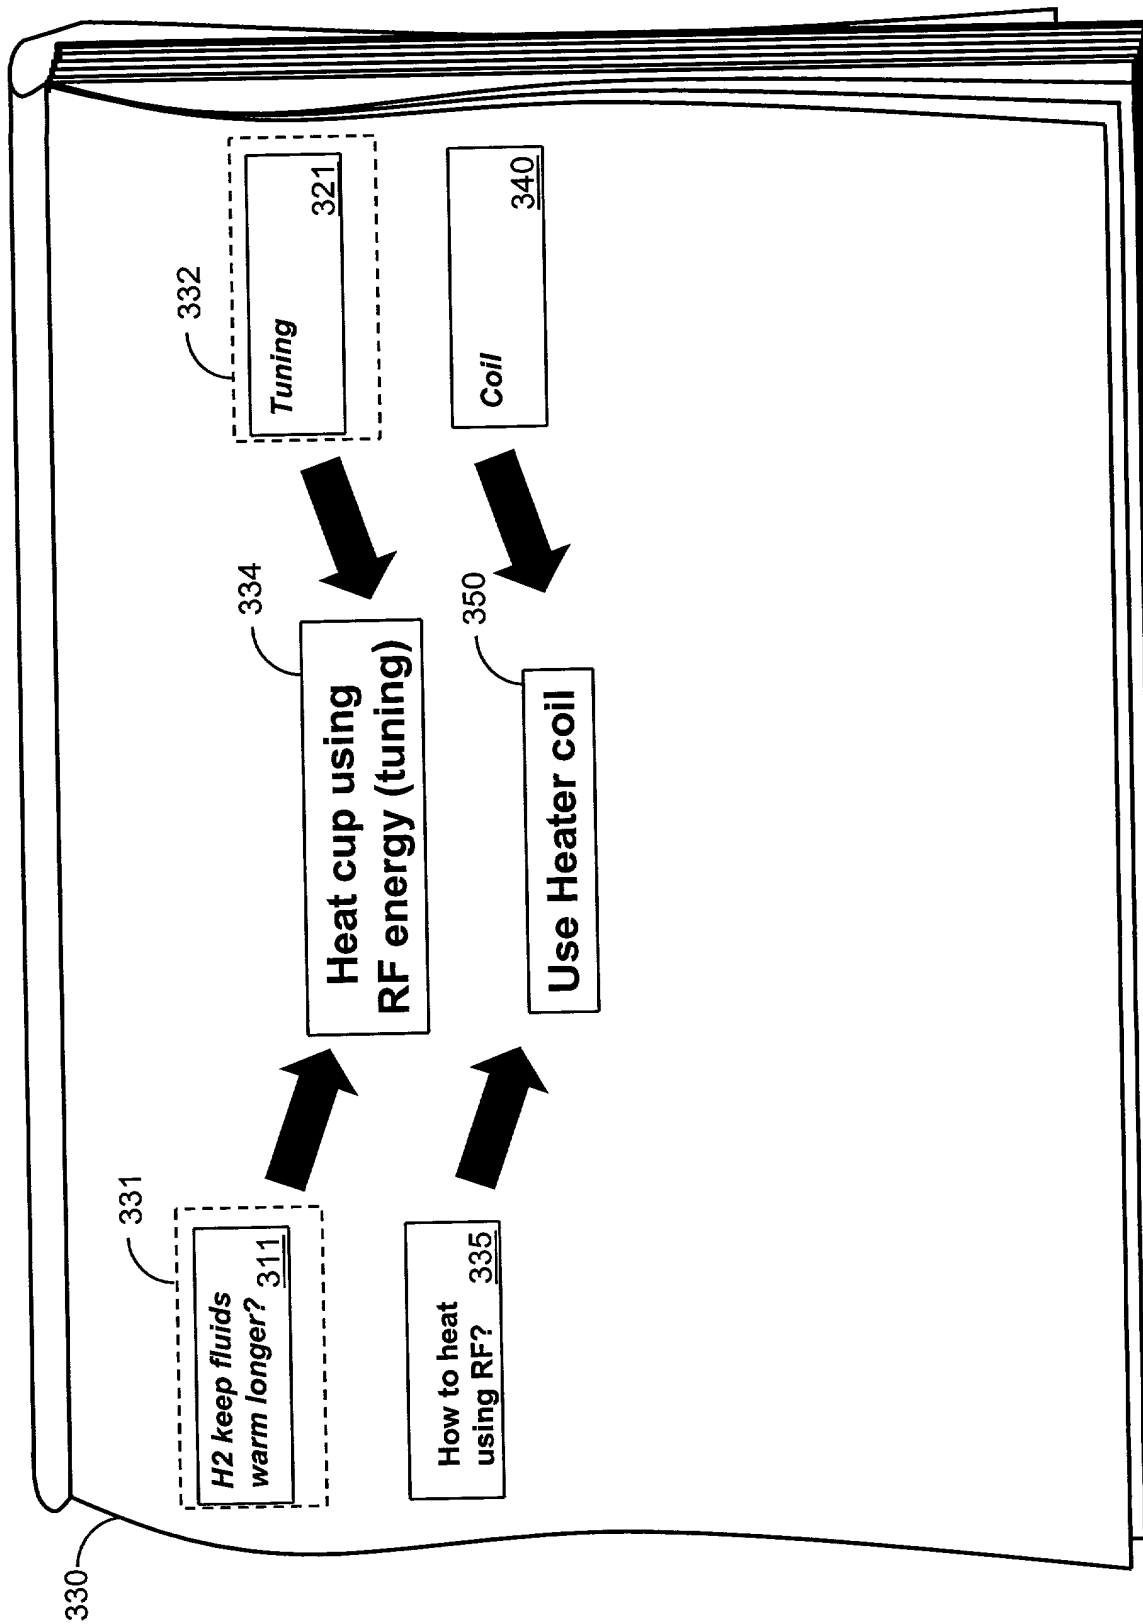 330
331
H2 keep fluids
warm longer? 311
334
Heat cup using
RF energy (tuning)
332
Tuning
321
How to heat
using RF? 335
350
Use Heater coil
Coil
340